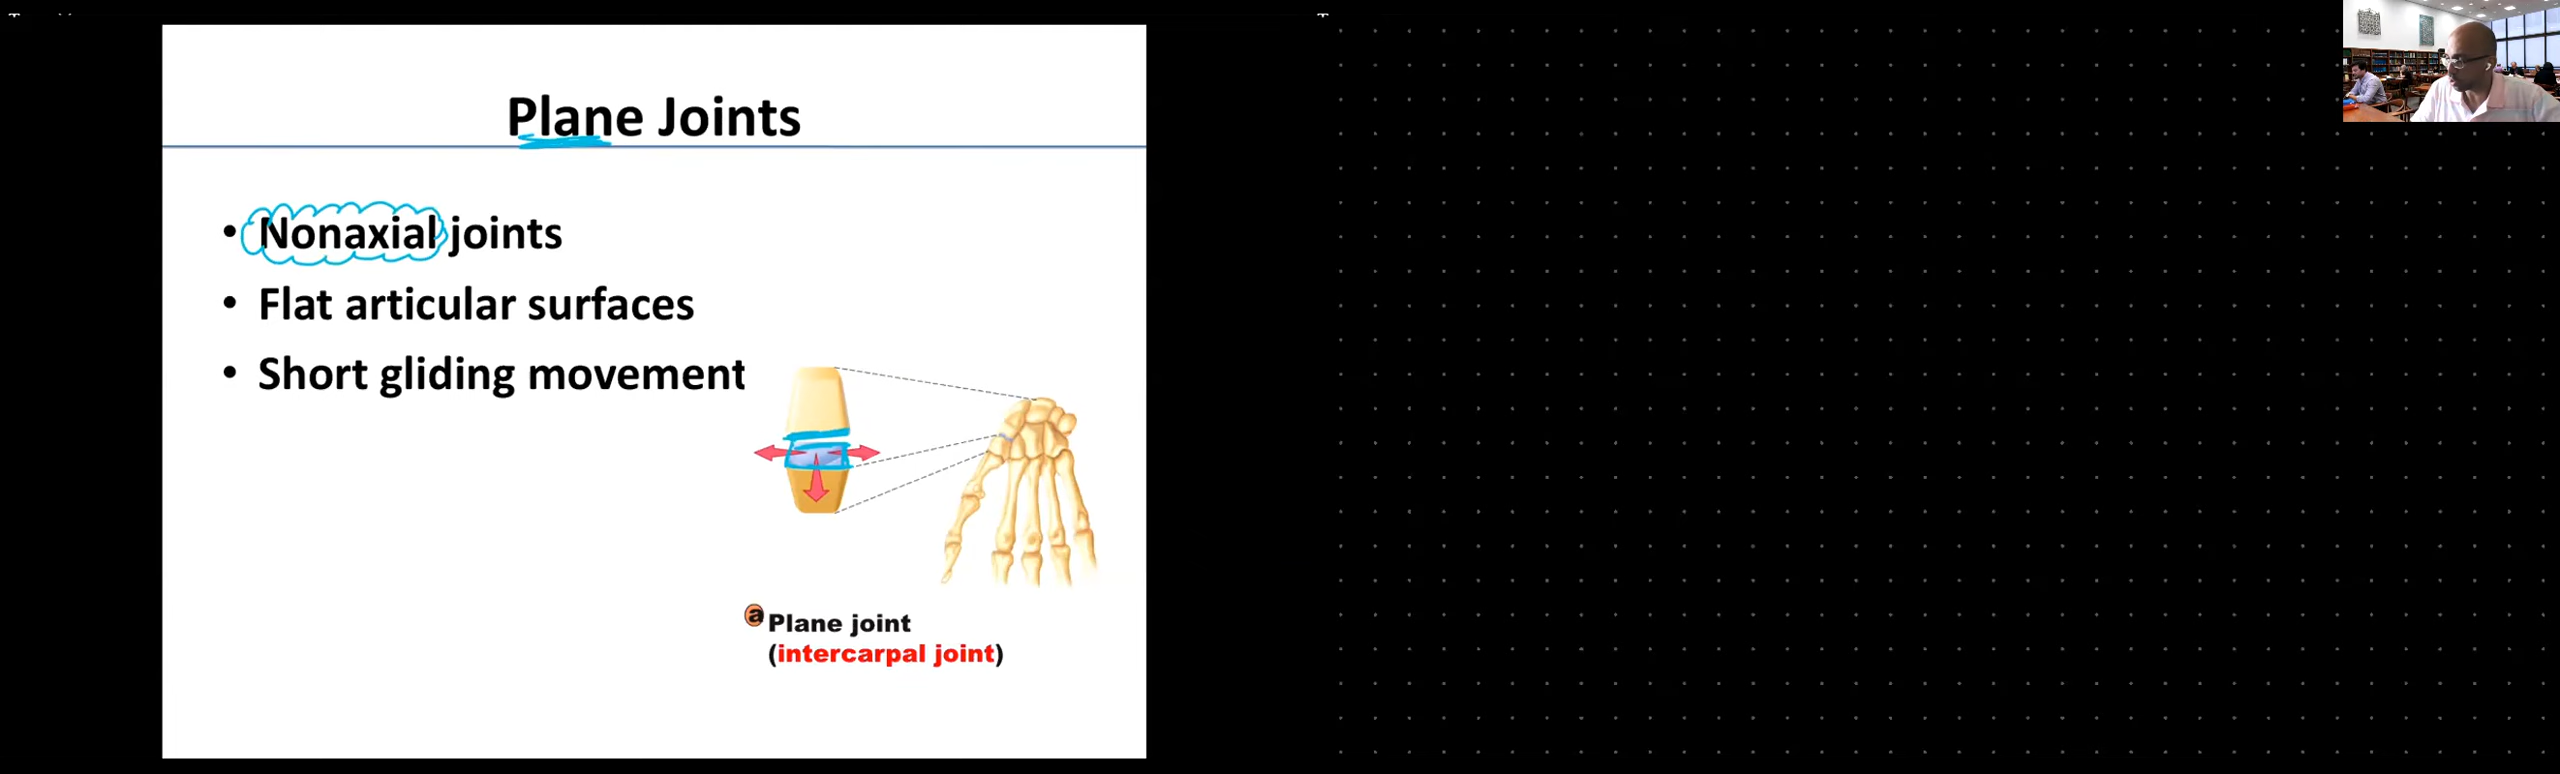 Plane Joints
• Nonaxial joints
• Flat articular surfaces
• Short gliding movement
a Plane joint
(intercarpal joint)